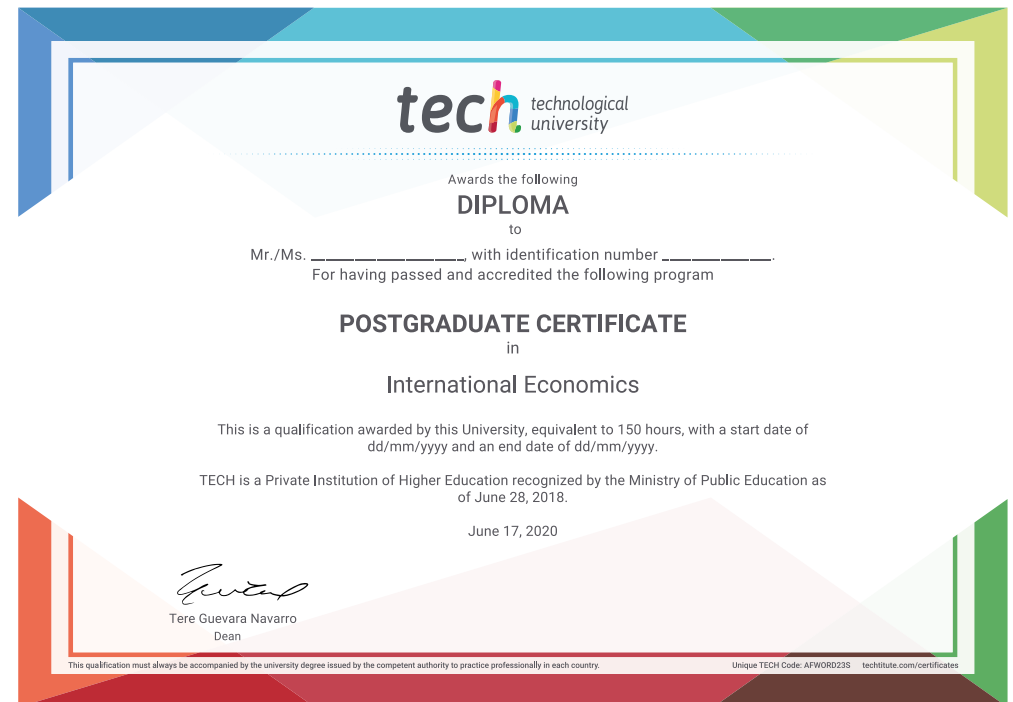 tech technological
university
Awards the following
DIPLOMA
to
Mr./Ms. ______________, with identification number __________.
For having passed and accredited the following program
POSTGRADUATE CERTIFICATE
in
International Economics
This is a qualification awarded by this University, equivalent to 150 hours, with a start date of
dd/mm/yyyy and an end date of dd/mm/yyyy.
TECH is a Private Institution of Higher Education recognized by the Ministry of Public Education as
of June 28, 2018.
June 17, 2020
Tere Guevara Navarro
Dean
This qualification must always be accompanied by the university degree issued by the competent authority to practice professionally in each country.
Unique TECH Code: AFWORD23S techtitute.com/certificates